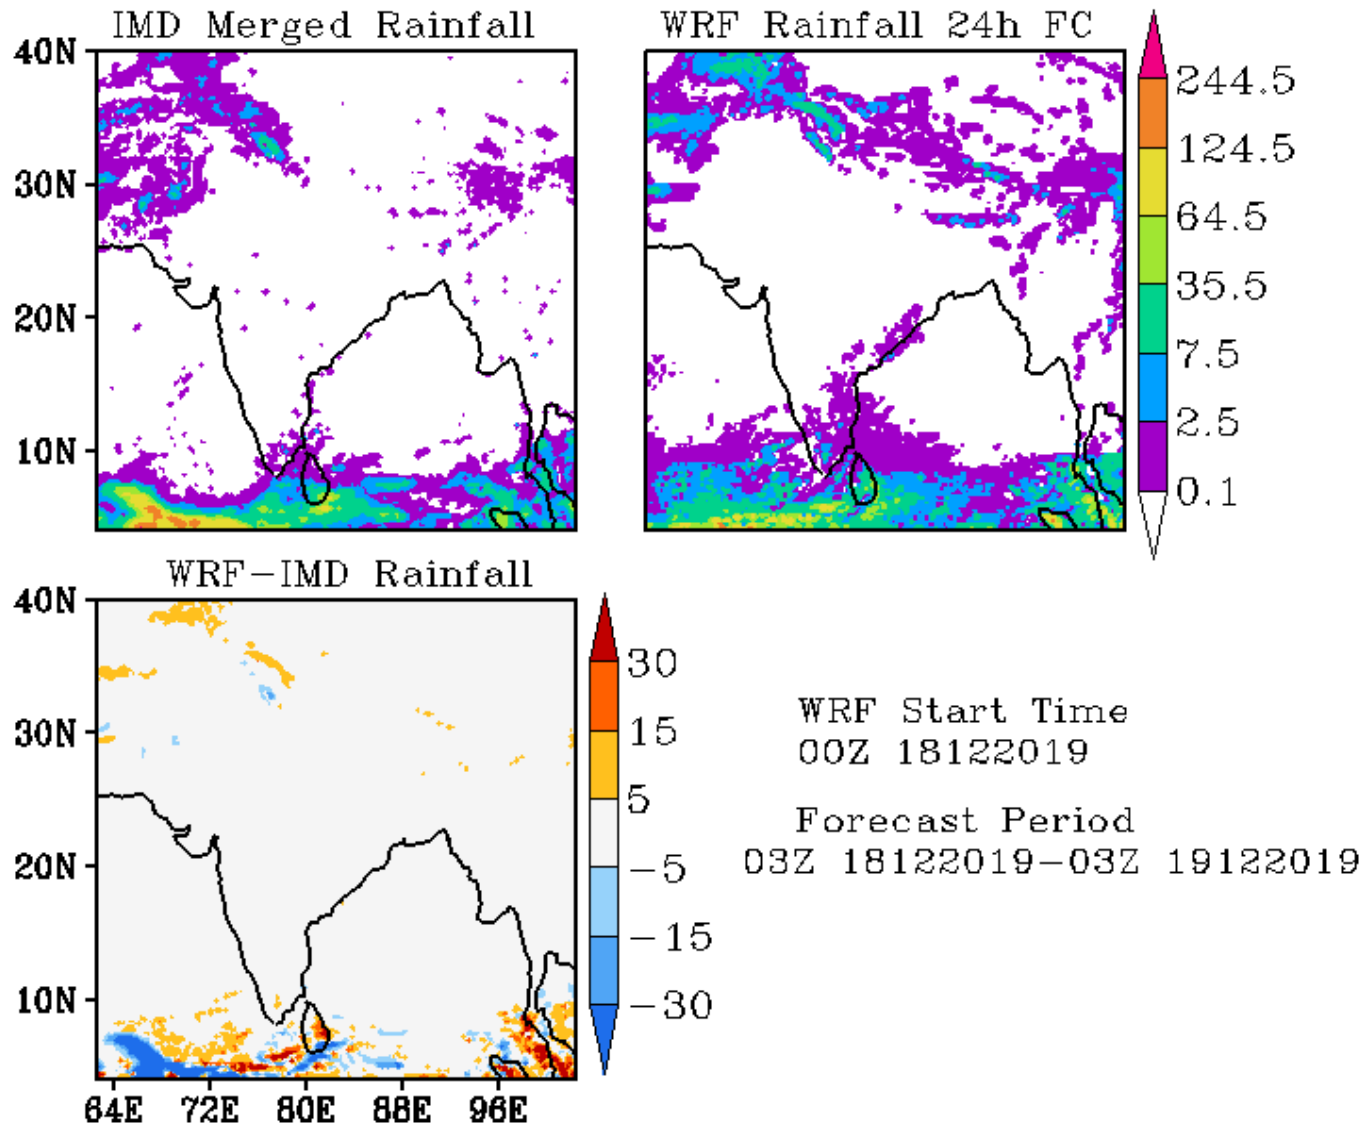 IMD Merged Rainfall
WRF Rainfall 24h FC
40N
30N
20N
10N
244.5
124.5
64.5
35.5
7.5
2.5
0.1
WRF-IMD Rainfall
40N
30N
20N
10N
64E 72E 80E 88E 96E
30
15
5
-5
-15
-30
WRF Start Time
00Z 18122019
Forecast Period
03Z 18122019-03Z 19122019